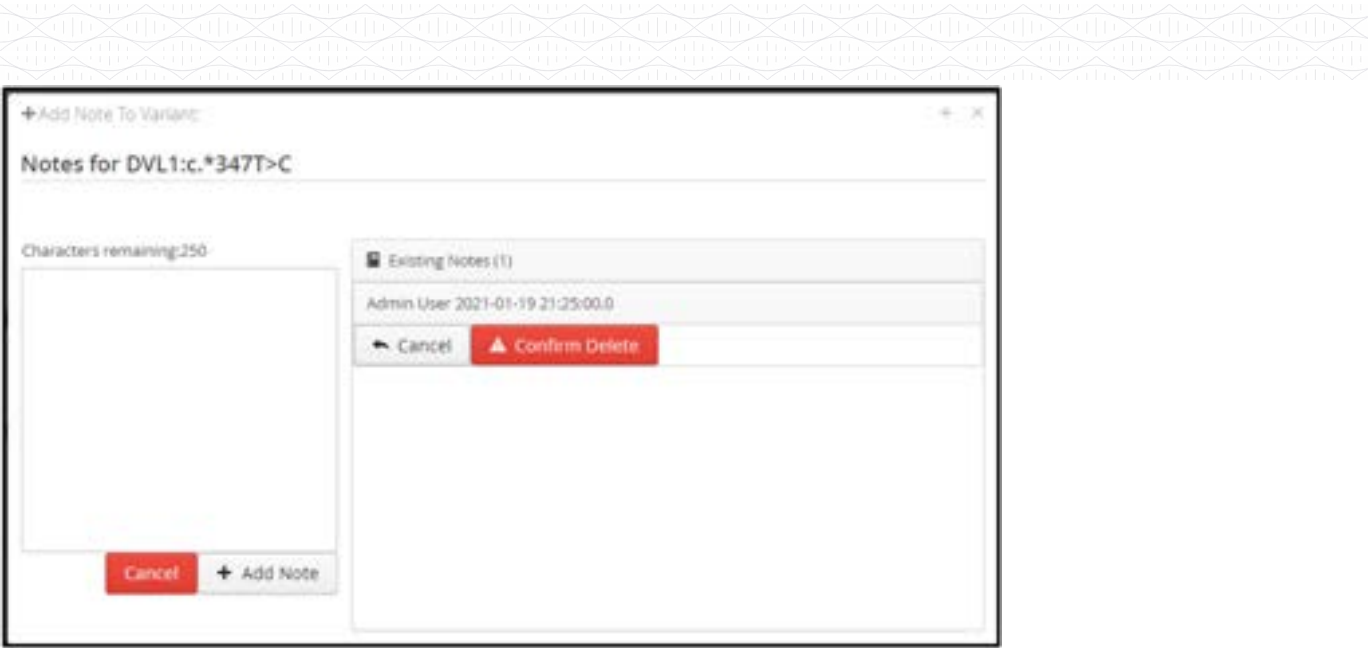 +Add Note To Variant:
Notes for DVL1:c.*347T>C
Characters remaining:250
Existing Notes (1)
Admin User 2021-01-19 21:25:00.0
Cancel
Confirm Delete
Cancel
+ Add Note